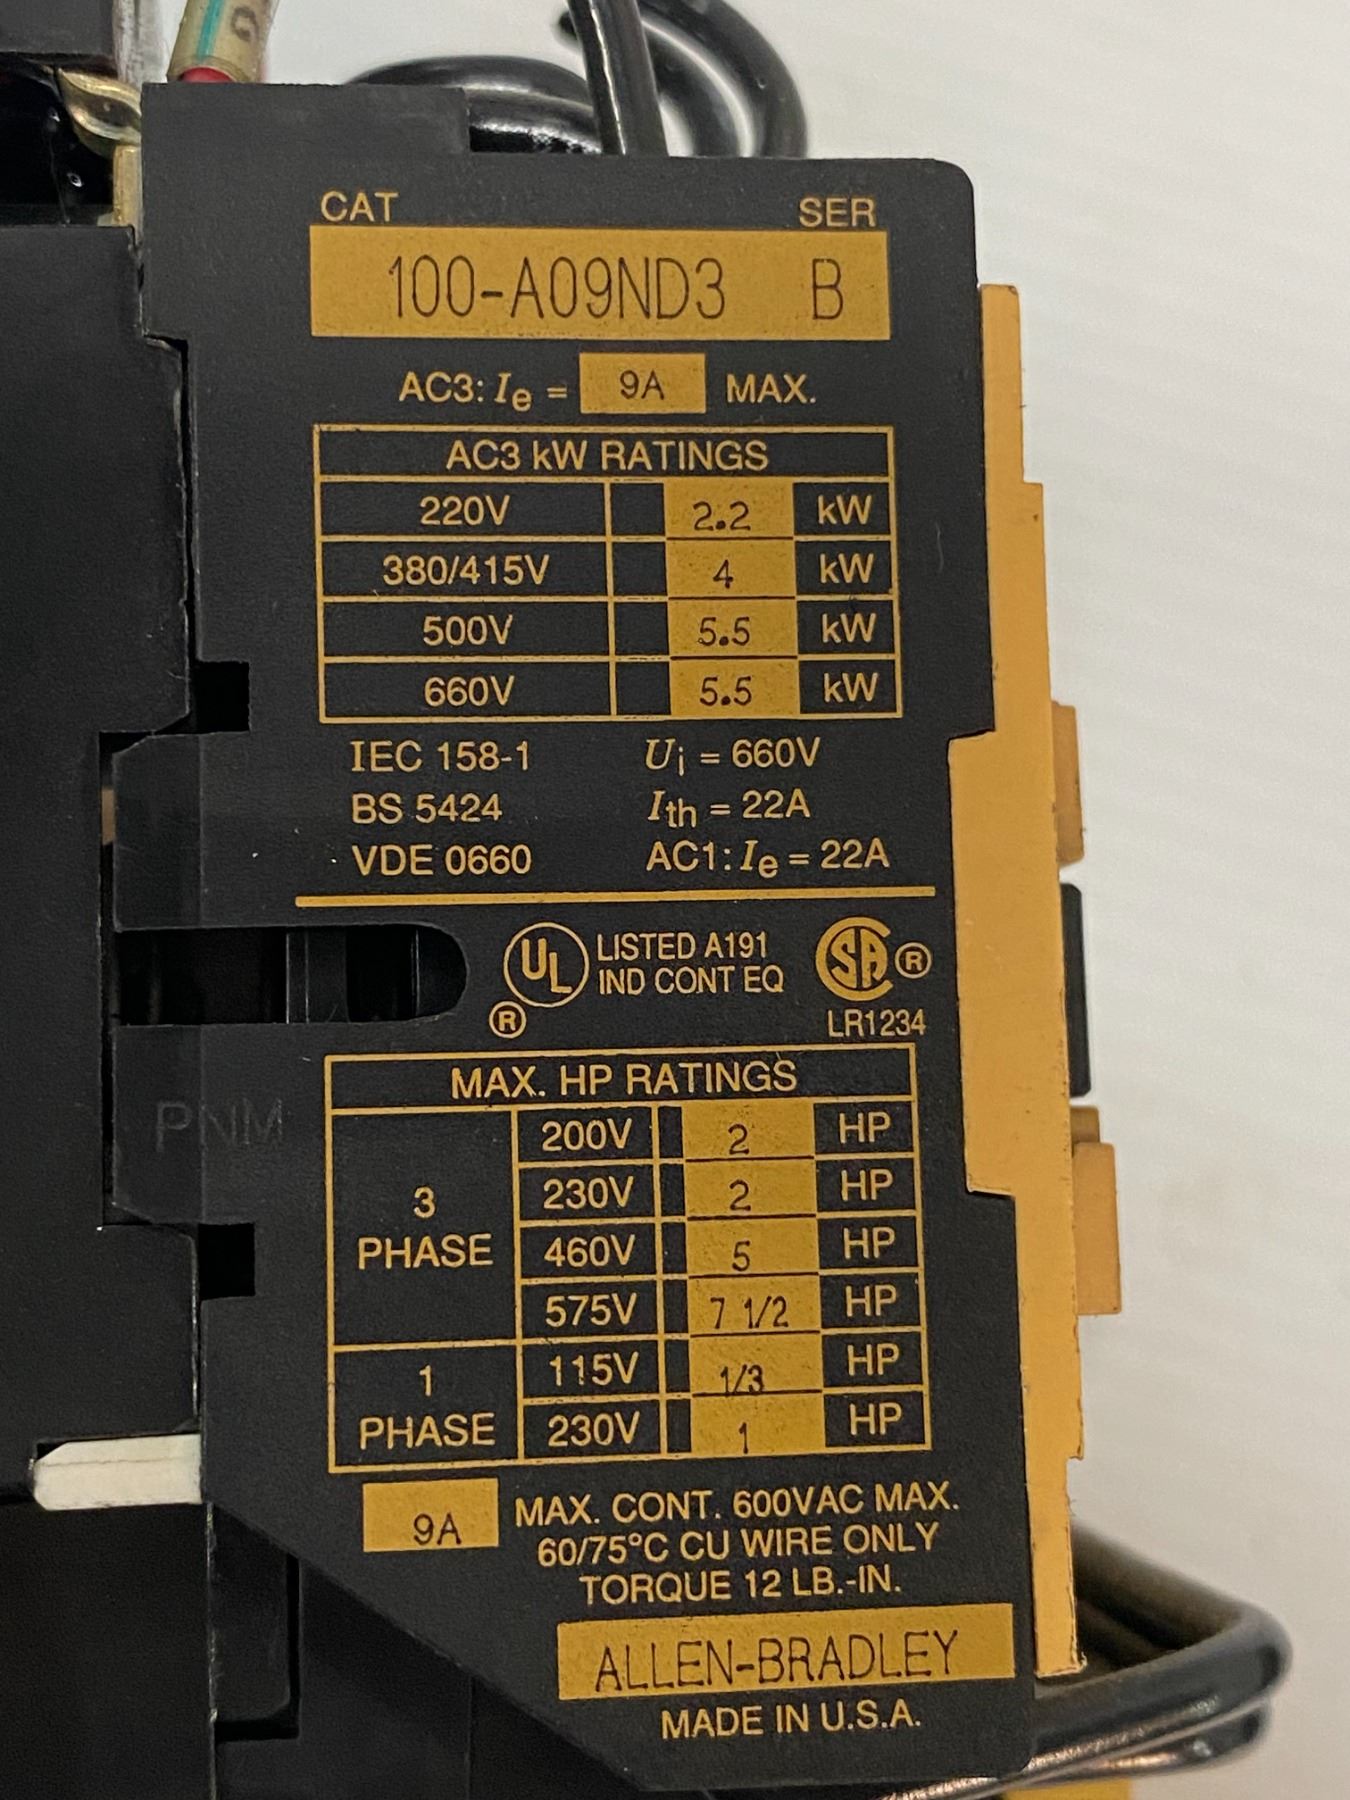 CAT SER
100-A09ND3 B
AC3: Ie = 9A MAX.
AC3 kW RATINGS
220V 2.2 kW
380/415V 4 kW
500V 5.5 kW
660V 5.5 kW
IEC 158-1 Ui = 660V
BS 5424 Ith = 22A
VDE 0660 AC1: Ie = 22A
UL ® LISTED A191
IND CONT EQ
SA ®
LR1234
PNM
MAX. HP RATINGS
3 PHASE
200V 2 HP
230V 2 HP
460V 5 HP
575V 7 1/2 HP
1 PHASE
115V 1/3 HP
230V 1 HP
9A MAX. CONT. 600VAC MAX.
60/75°C CU WIRE ONLY
TORQUE 12 LB.-IN.
ALLEN-BRADLEY
MADE IN U.S.A.